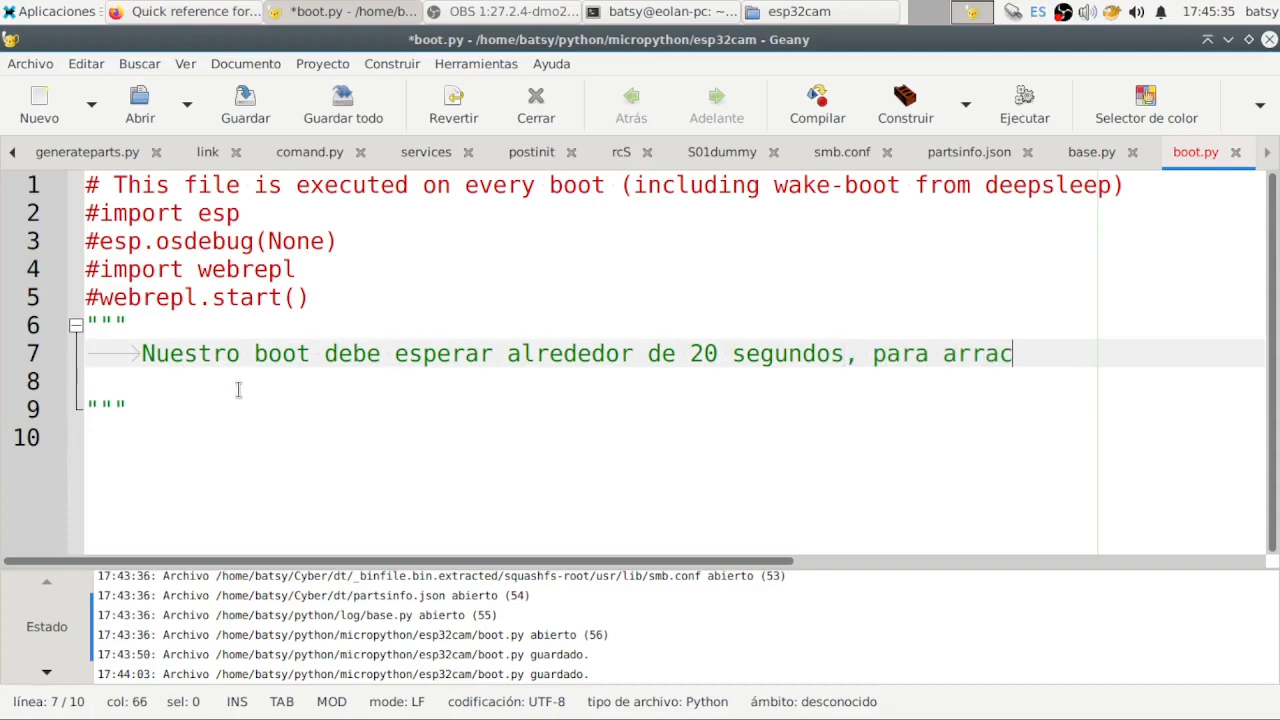 Aplicaciones
Quick reference for...
*boot.py - /home/b...
OBS 1:27.2.4-dmo2...
batsy@eolan-pc: ~...
esp32cam
ES
17:45:35
batsy
*boot.py - /home/batsy/python/micropython/esp32cam - Geany
Archivo Editar Buscar Ver Documento Proyecto Construir Herramientas Ayuda
Nuevo Abrir Guardar Guardar todo Revertir Cerrar Atrás Adelante Compilar Construir Ejecutar Selector de color
generateparts.py link comand.py services postinit rcS S01dummy smb.conf partsinfo.json base.py boot.py
1 # This file is executed on every boot (including wake-boot from deepsleep)
2 #import esp
3 #esp.osdebug(None)
4 #import webrepl
5 #webrepl.start()
6 """
7 Nuestro boot debe esperar alrededor de 20 segundos, para arrac
8
9 """
10
17:43:36: Archivo /home/batsy/Cyber/dt/_binfile.bin.extracted/squashfs-root/usr/lib/smb.conf abierto (53)
17:43:36: Archivo /home/batsy/Cyber/dt/partsinfo.json abierto (54)
17:43:36: Archivo /home/batsy/python/log/base.py abierto (55)
Estado
17:43:36: Archivo /home/batsy/python/micropython/esp32cam/boot.py abierto (56)
17:43:50: Archivo /home/batsy/python/micropython/esp32cam/boot.py guardado.
17:44:03: Archivo /home/batsy/python/micropython/esp32cam/boot.py guardado.
línea: 7 / 10 col: 66 sel: 0 INS TAB MOD mode: LF codificación: UTF-8 tipo de archivo: Python ámbito: desconocido